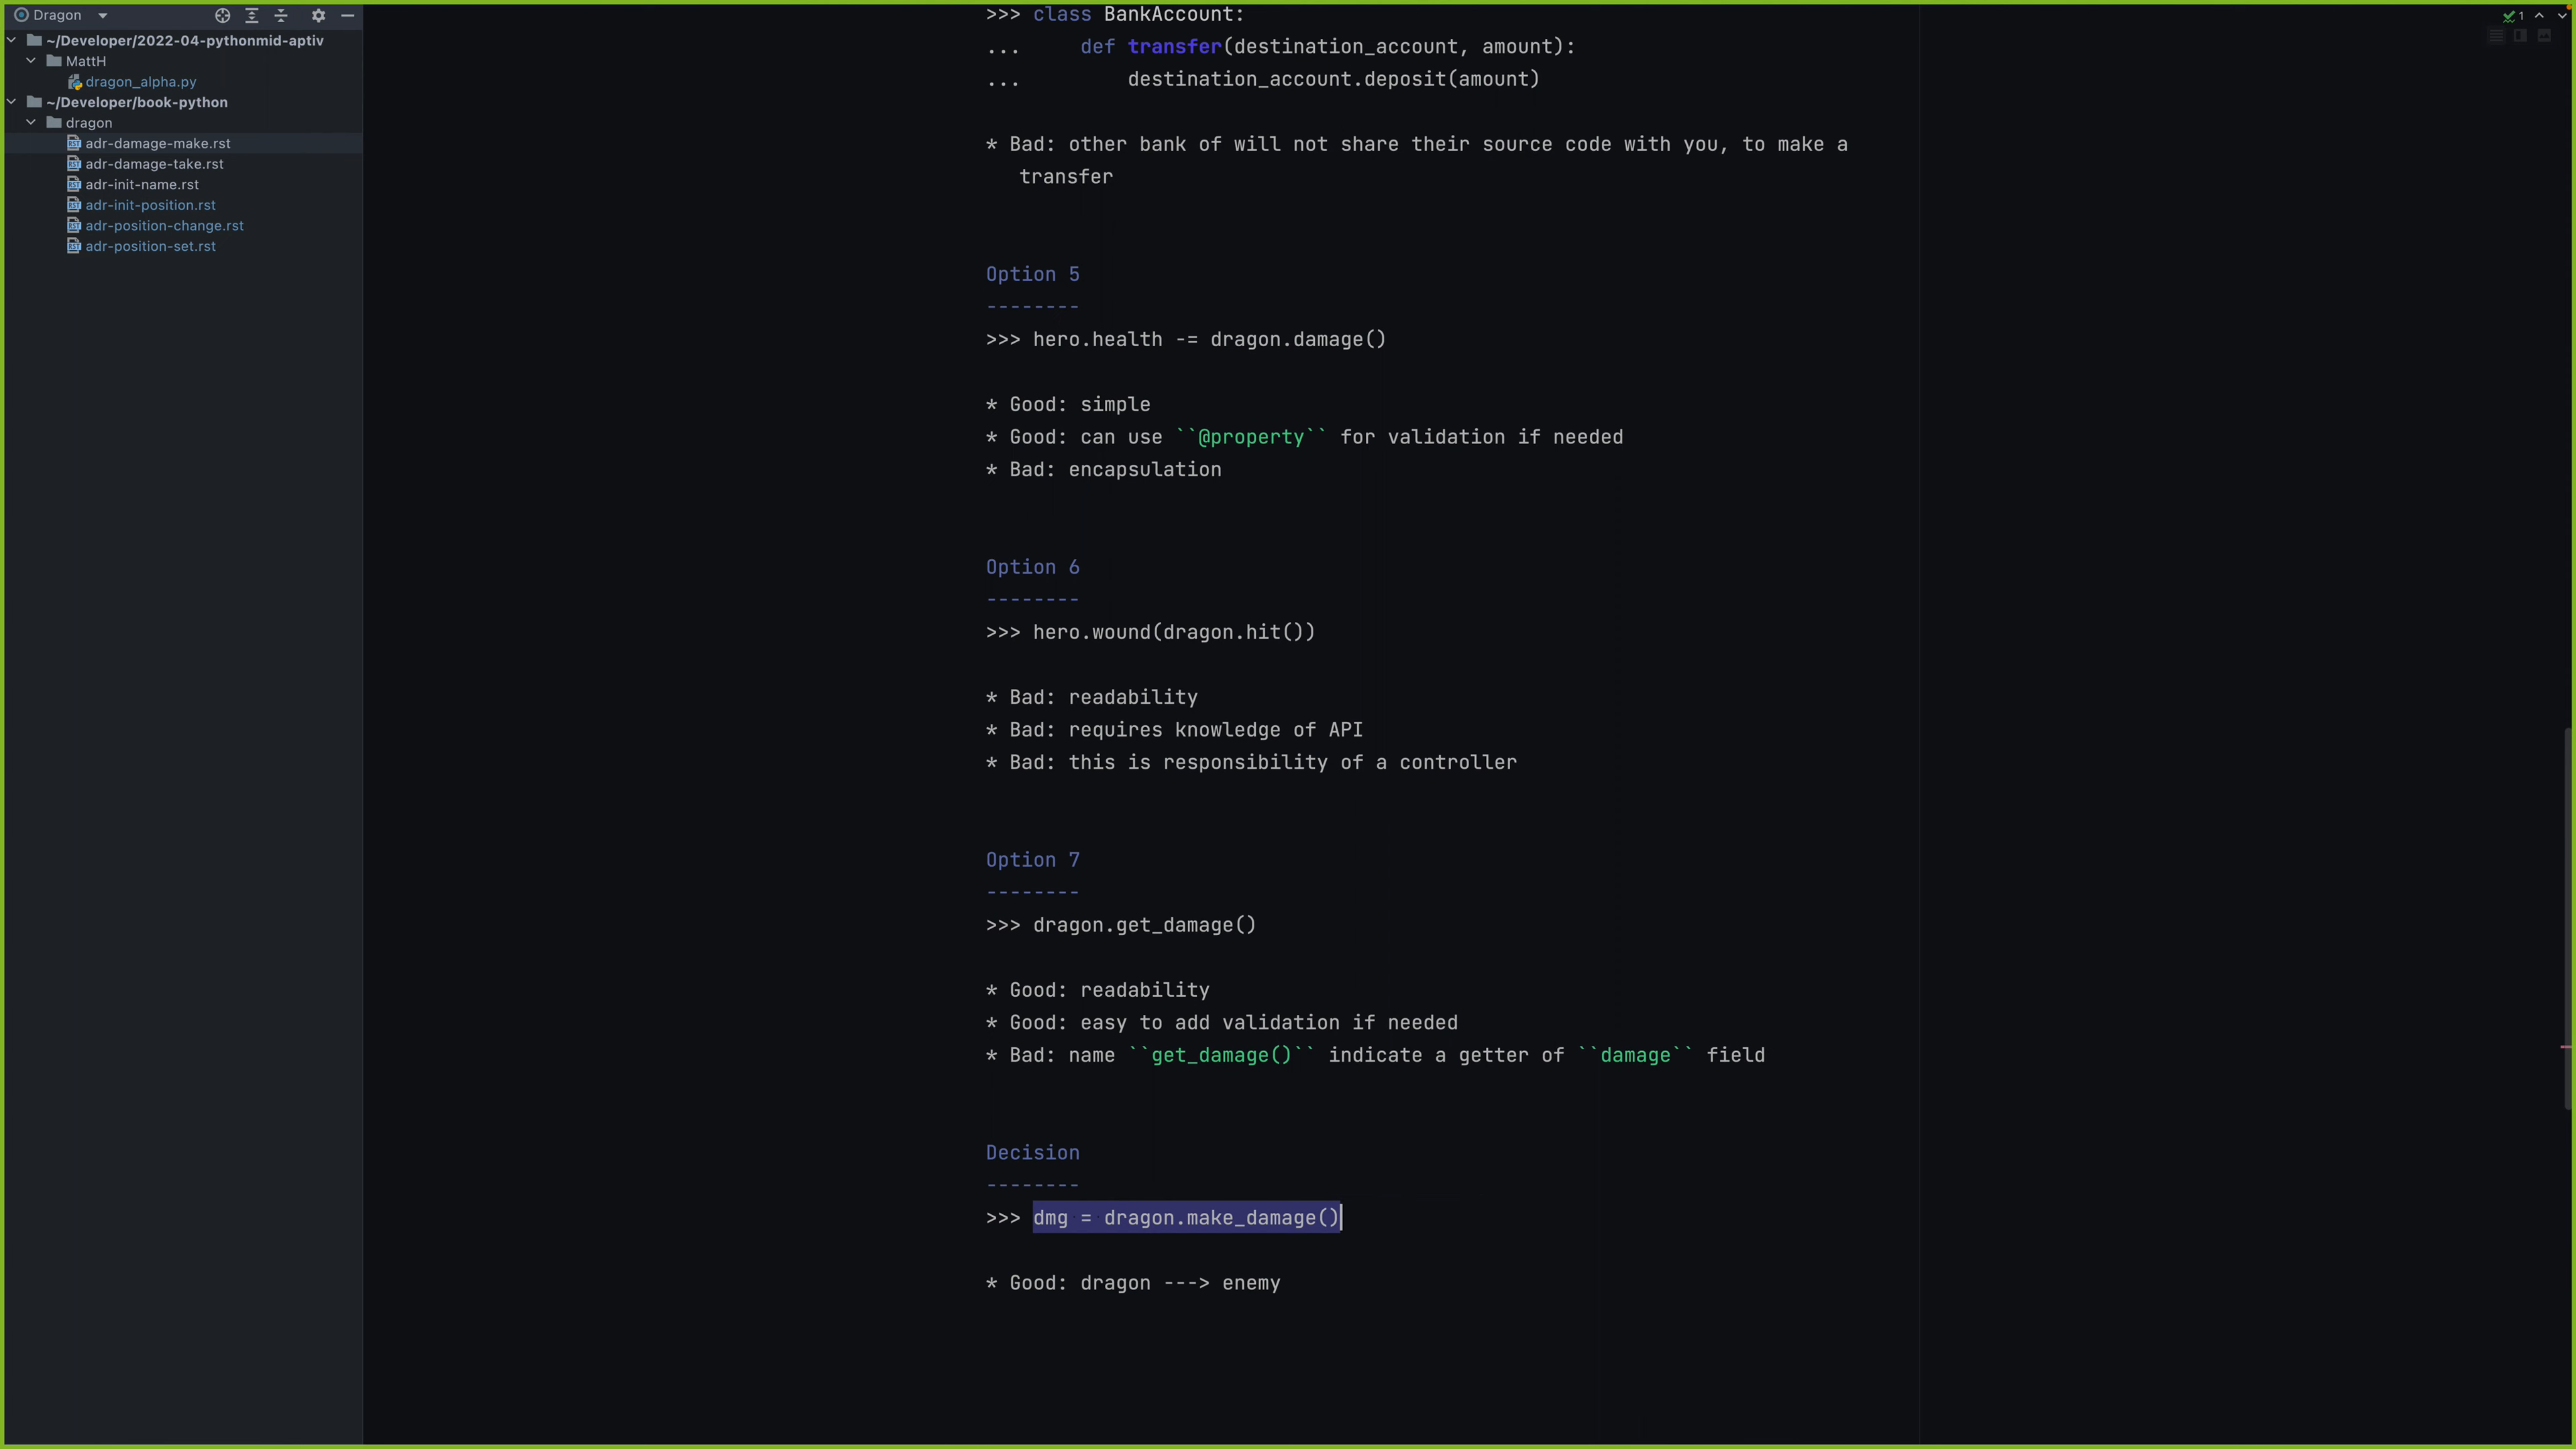 Dragon
~/Developer/2022-04-pythonmid-aptiv
MattH
dragon_alpha.py
~/Developer/book-python
dragon
adr-damage-make.rst
adr-damage-take.rst
adr-init-name.rst
adr-init-position.rst
adr-position-change.rst
adr-position-set.rst
>>> class BankAccount:
...     def transfer(destination_account, amount):
...         destination_account.deposit(amount)
* Bad: other bank of will not share their source code with you, to make a
transfer
Option 5
--------
>>> hero.health -= dragon.damage()
* Good: simple
* Good: can use ``@property`` for validation if needed
* Bad: encapsulation
Option 6
--------
>>> hero.wound(dragon.hit())
* Bad: readability
* Bad: requires knowledge of API
* Bad: this is responsibility of a controller
Option 7
--------
>>> dragon.get_damage()
* Good: readability
* Good: easy to add validation if needed
* Bad: name ``get_damage()`` indicate a getter of ``damage`` field
Decision
--------
>>> dmg = dragon.make_damage()
* Good: dragon ---> enemy
1